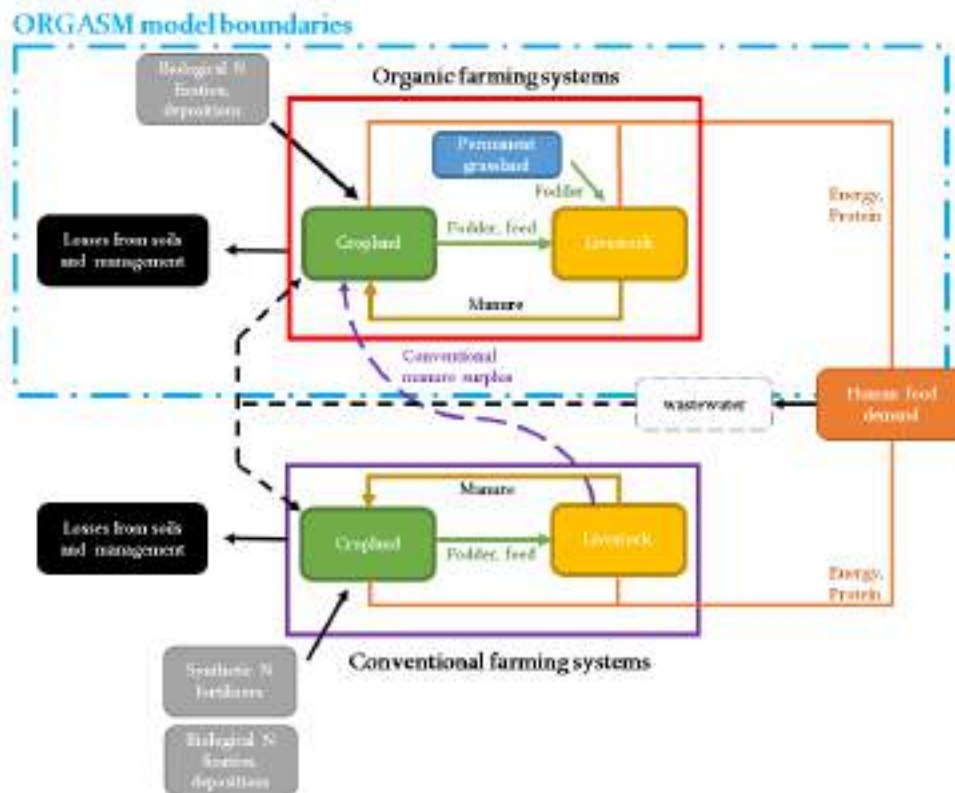 ORGASM model boundaries
Biological N
fixation,
depositions
Organic farming systems
Permanent
grassland
Fodder
Energy,
Protein
Losses from soils
and management
Cropland
Fodder, feed
Livestock
Manure
Conventional
manure surplus
wastewater
Human food
demand
Manure
Losses from soils
and management
Cropland
Fodder, feed
Livestock
Energy,
Protein
Conventional farming systems
Synthetic N
fertilizers
Biological N
fixation,
depositions